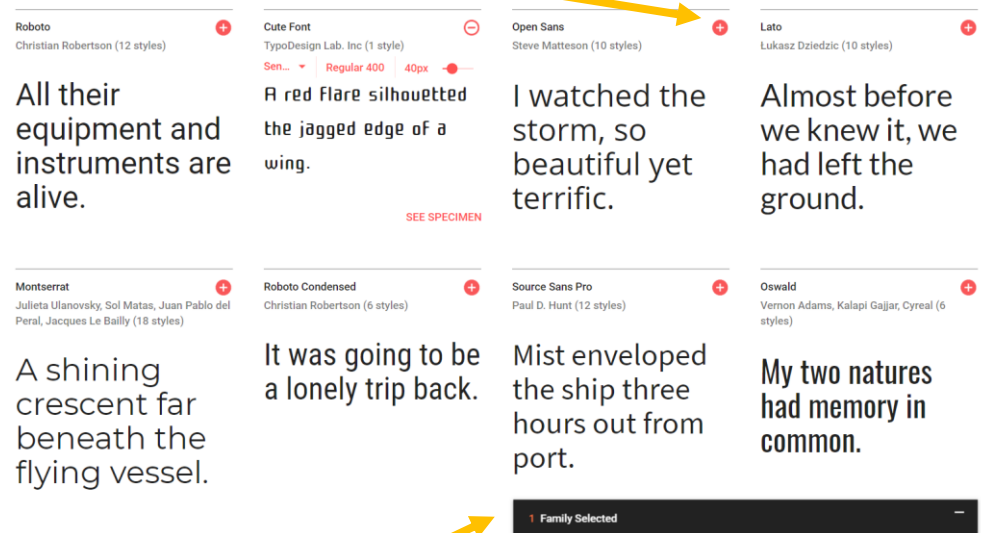 Roboto
Christian Robertson (12 styles)
All their
equipment and
instruments are
alive.
Cute Font
TypoDesign Lab. Inc (1 style)
Sen... Regular 400 40px
A red flare silhouetted
the jagged edge of a
wing.
SEE SPECIMEN
Open Sans
Steve Matteson (10 styles)
I watched the
storm, so
beautiful yet
terrific.
Lato
Lukasz Dziedzic (10 styles)
Almost before
we knew it, we
had left the
ground.
Montserrat
Julieta Ulanovsky, Sol Matas, Juan Pablo del
Peral, Jacques Le Bailly (18 styles)
A shining
crescent far
beneath the
flying vessel.
Roboto Condensed
Christian Robertson (6 styles)
It was going to be
a lonely trip back.
Source Sans Pro
Paul D. Hunt (12 styles)
Mist enveloped
the ship three
hours out from
port.
Oswald
Vernon Adams, Kalapi Gajjar, Cyreal (6
styles)
My two natures
had memory in
common.
1 Family Selected